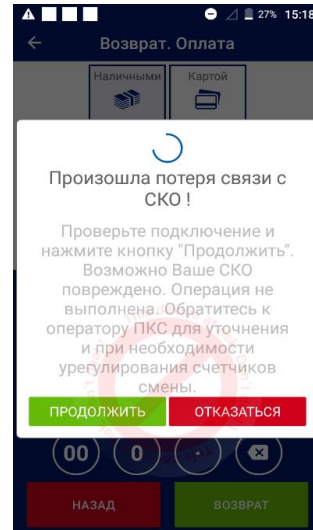 27% 15:18
Возврат. Оплата
Наличными Картой
Произошла потеря связи с
СКО !
Проверьте подключение и
нажмите кнопку "Продолжить".
Возможно Ваше СКО
повреждено. Операция не
выполнена. Обратитесь к
оператору ПКС для уточнения
и при необходимости
урегулирования счетчиков
смены.
ПРОДОЛЖИТЬ ОТКАЗАТЬСЯ
00 0 .
НАЗАД ВОЗВРАТ